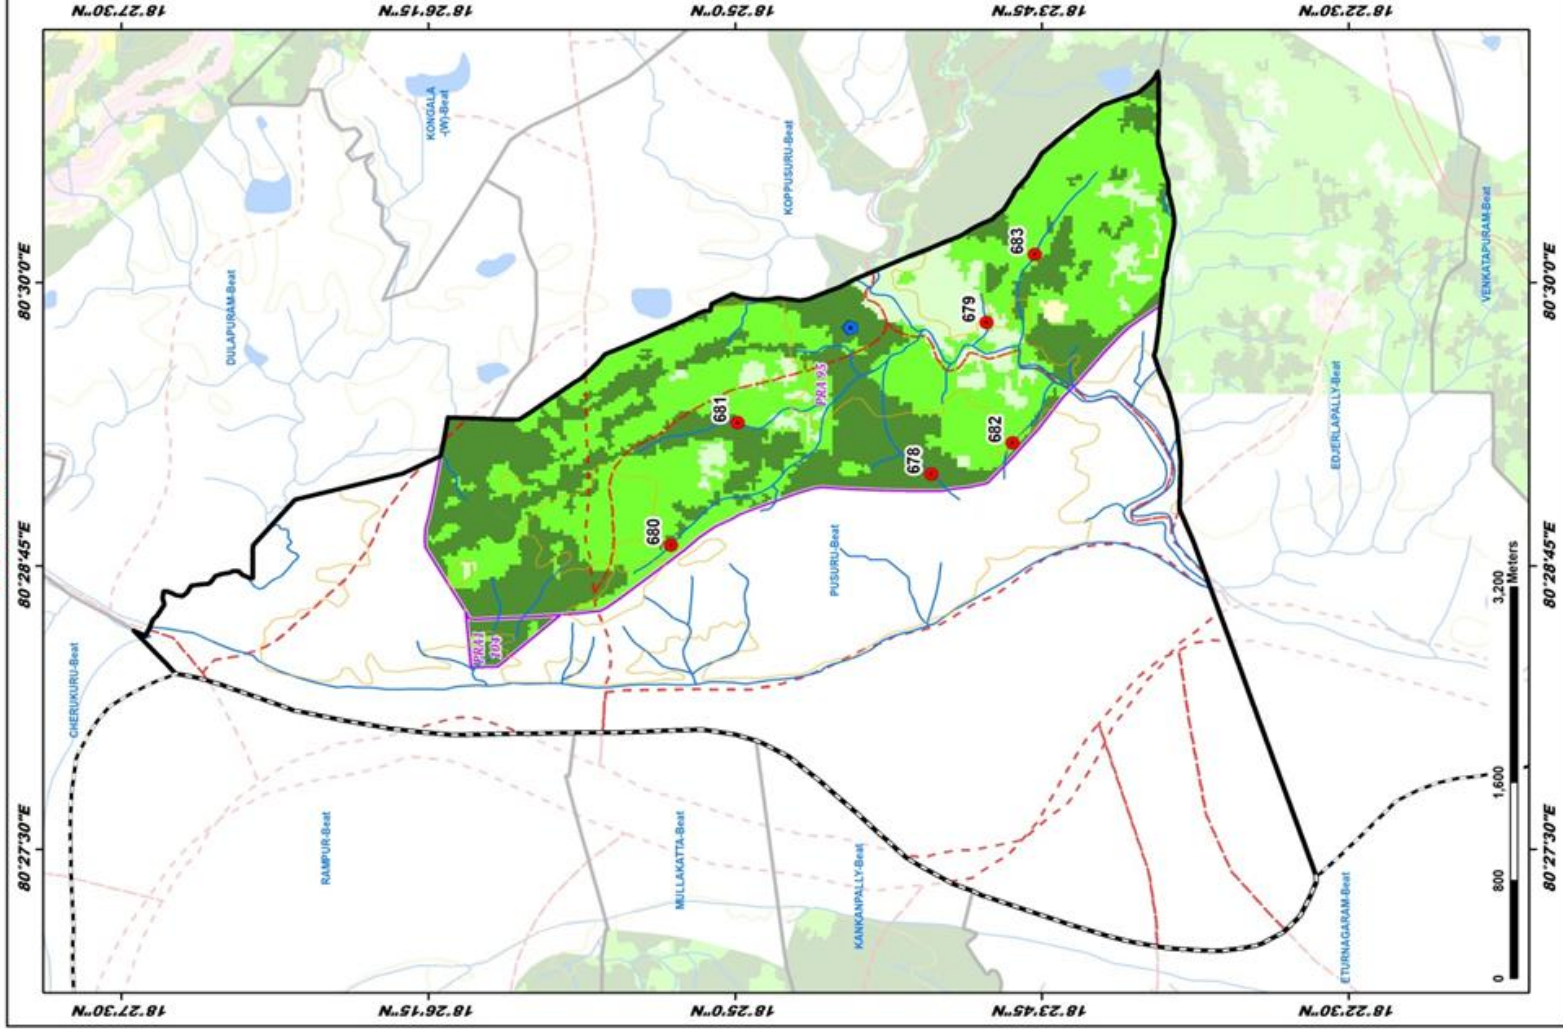 18°27'30"N
18°26'15"N
18°25'0"N
18°23'45"N
18°22'30"N
80°30'0"E
80°28'45"E
80°27'30"E
KONGALA
-(W)-Beat
KOPPUSURU-Beat
DULAPURAM-Beat
VENKATAPURAM-Beat
683
679
PRA 95
681
682
678
EDJERLAPALLY-Beat
680
PUSURU-Beat
PRA1
104
CHERUKURU-Beat
RAMPUR-Beat
MULLAKATTA-Beat
KANKANPALLY-Beat
ETURNAGARAM-Beat
0
800
1,600
3,200
Meters
80°30'0"E
80°28'45"E
80°27'30"E
18°27'30"N
18°26'15"N
18°25'0"N
18°23'45"N
18°22'30"N